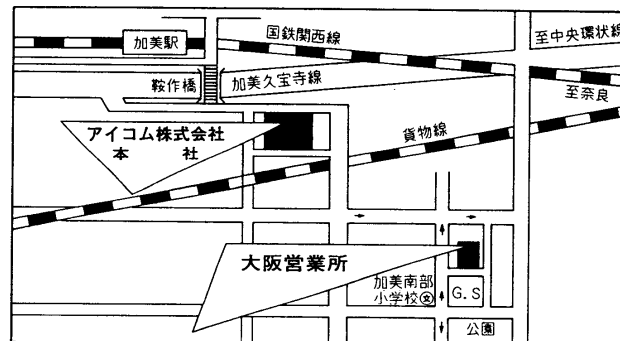 加美駅
国鉄関西線
至中央環状線
鞍作橋
加美久宝寺線
至奈良
アイコム株式会社
本 社
貨物線
大阪営業所
加美南部
小学校文
G.S
公園